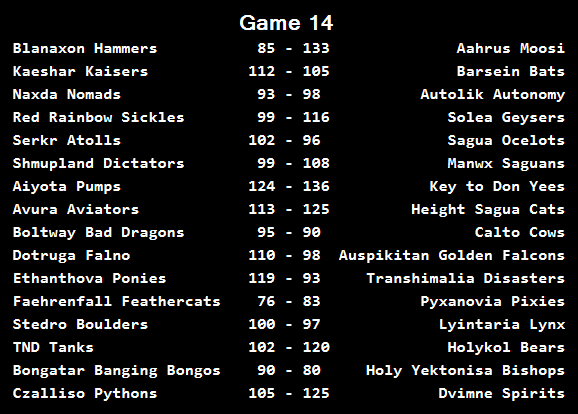 Game 14
Blanaxon Hammers 85 - 133 Aahrus Moosi
Kaeshar Kaisers 112 - 105 Barsein Bats
Naxda Nomads 93 - 98 Autolik Autonomy
Red Rainbow Sickles 99 - 116 Solea Geysers
Serkr Atolls 102 - 96 Sagua Ocelots
Shmupland Dictators 99 - 108 Manwx Saguans
Aiyota Pumps 124 - 136 Key to Don Yees
Avura Aviators 113 - 125 Height Sagua Cats
Boltway Bad Dragons 95 - 90 Calto Cows
Dotruga Falno 110 - 98 Auspikitan Golden Falcons
Ethanthova Ponies 119 - 93 Transhimalia Disasters
Faehrenfall Feathercats 76 - 83 Pyxanovia Pixies
Stedro Boulders 100 - 97 Lyintaria Lynx
TND Tanks 102 - 120 Holykol Bears
Bongatar Banging Bongos 90 - 80 Holy Yektonisa Bishops
Czalliso Pythons 105 - 125 Dvimne Spirits